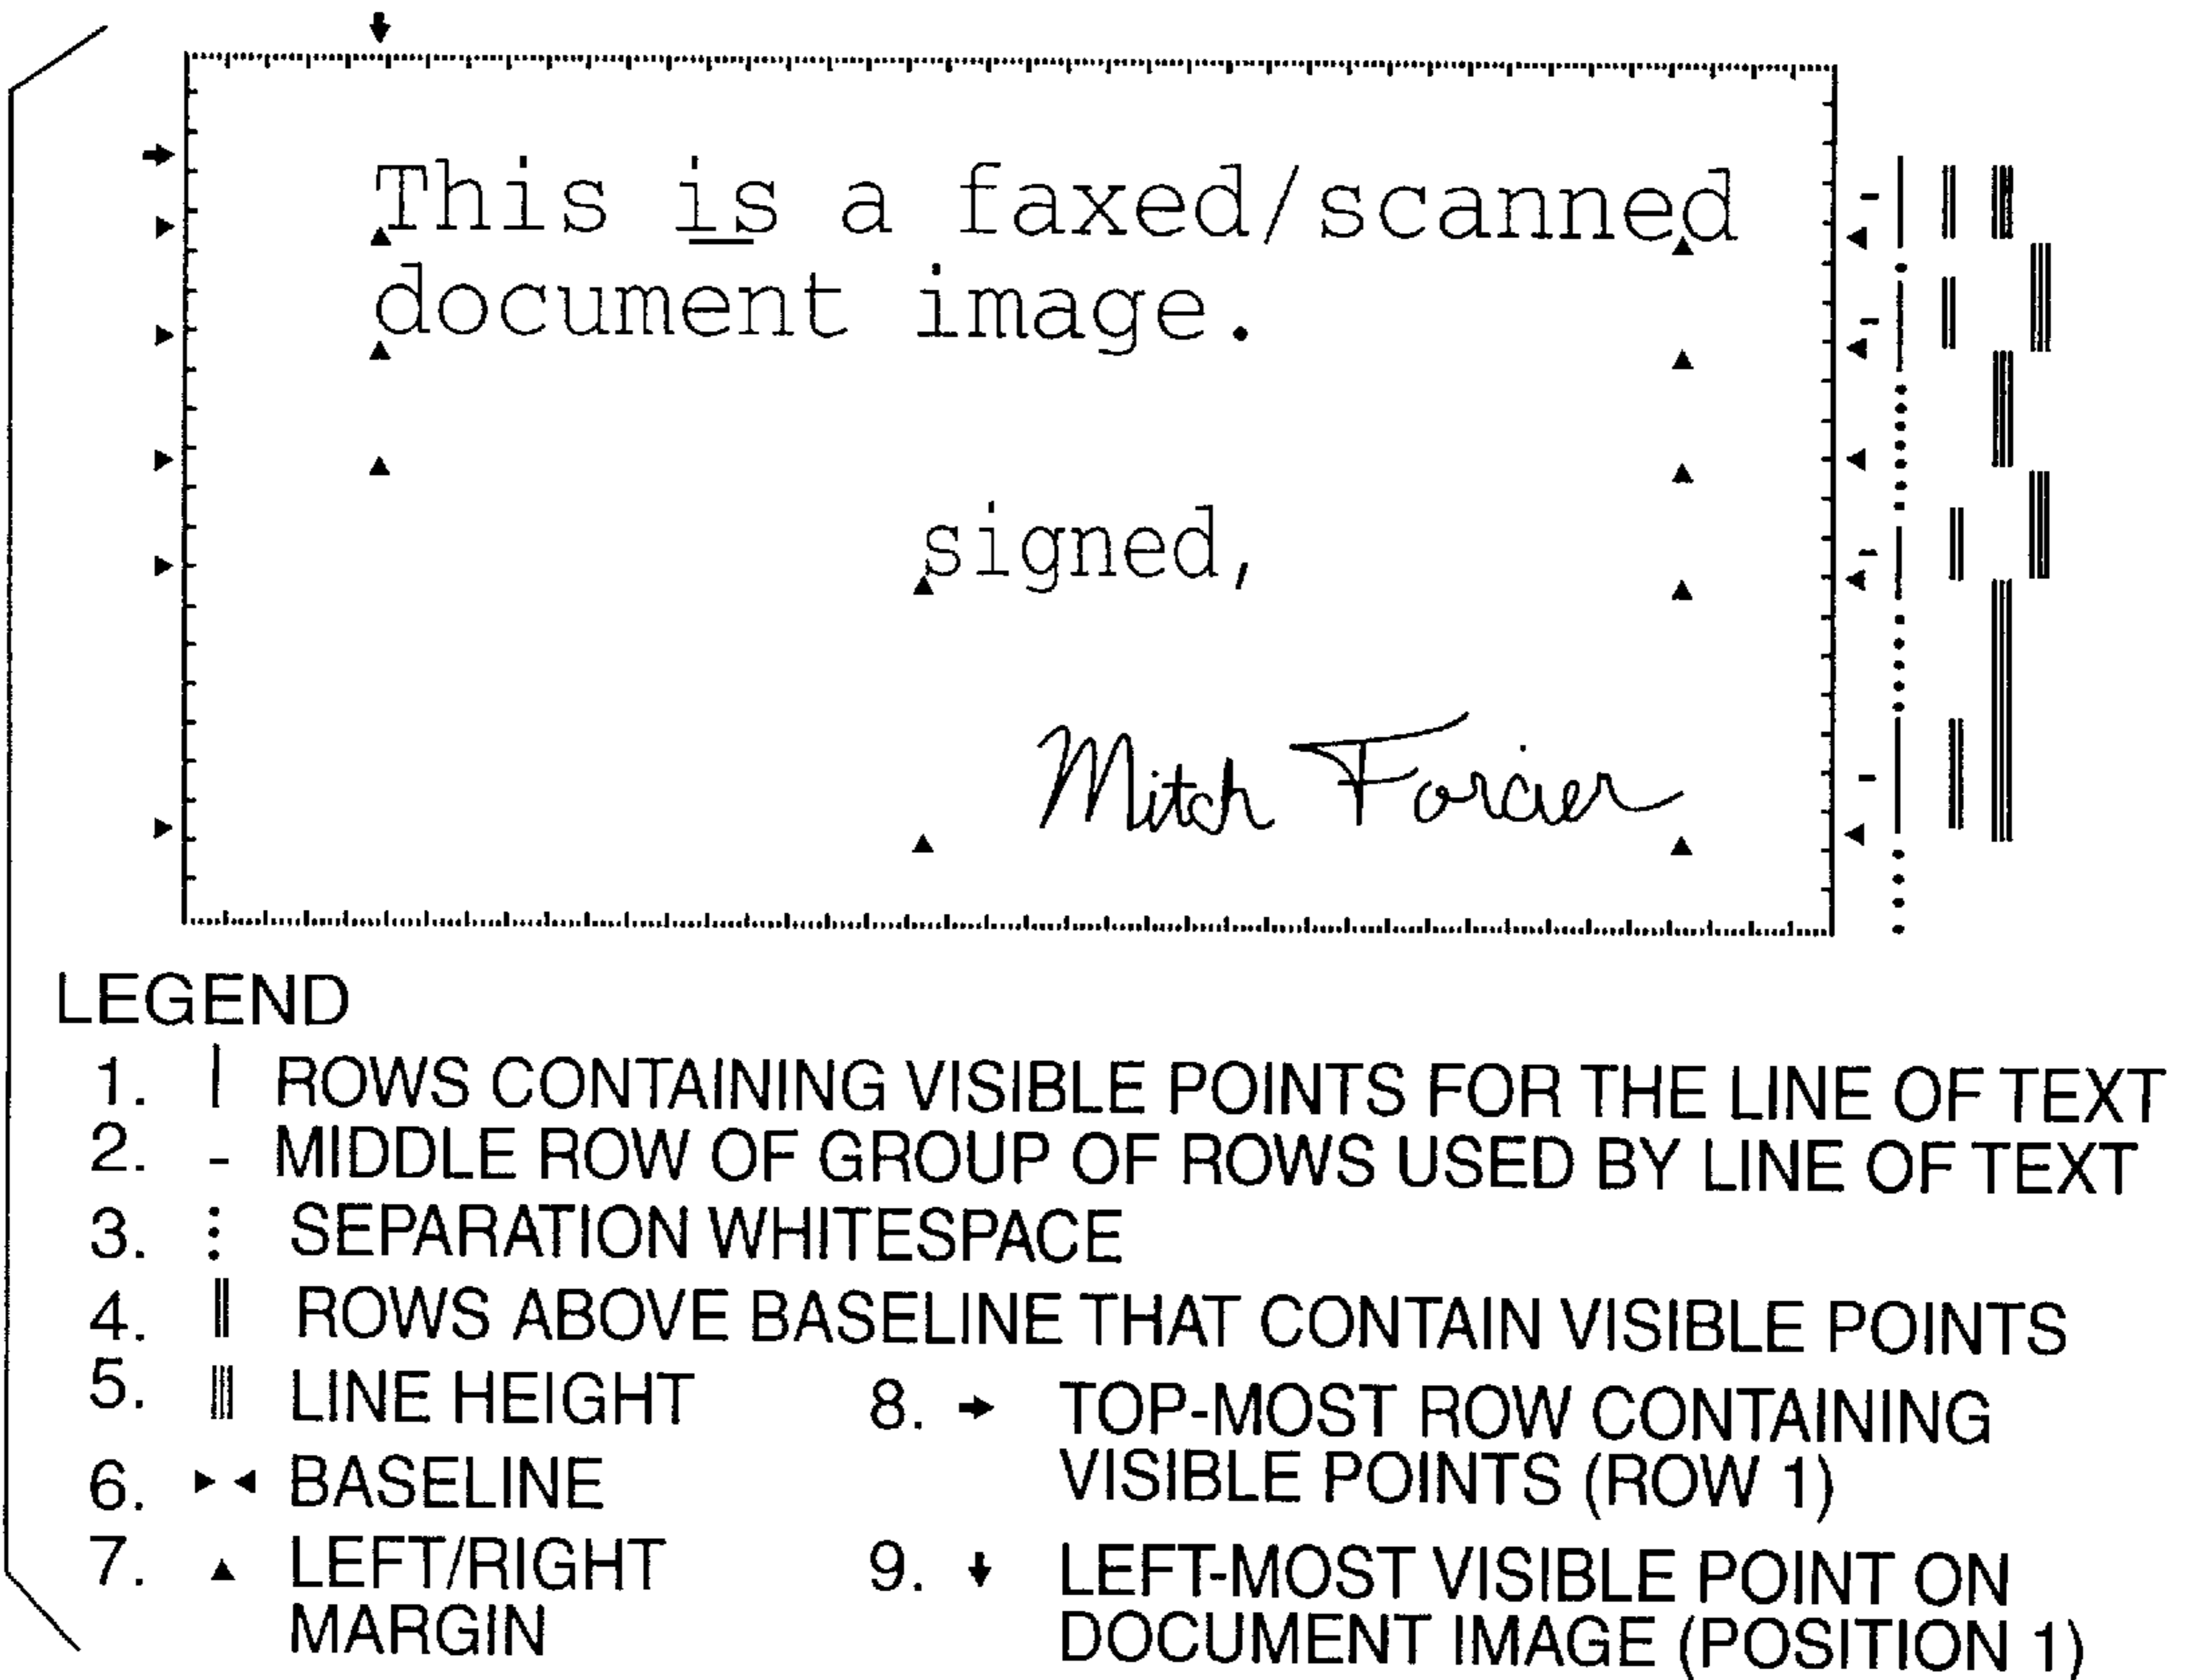 This is a faxed/scanned
document image.
signed,
Mitch Forcier
LEGEND
1. | ROWS CONTAINING VISIBLE POINTS FOR THE LINE OF TEXT
2. - MIDDLE ROW OF GROUP OF ROWS USED BY LINE OF TEXT
3. ⋮ SEPARATION WHITESPACE
4. || ROWS ABOVE BASELINE THAT CONTAIN VISIBLE POINTS
5. ||| LINE HEIGHT
6. ►◄ BASELINE
7. ▲ LEFT/RIGHT
MARGIN
8. → TOP-MOST ROW CONTAINING
VISIBLE POINTS (ROW 1)
9. ↓ LEFT-MOST VISIBLE POINT ON
DOCUMENT IMAGE (POSITION 1)